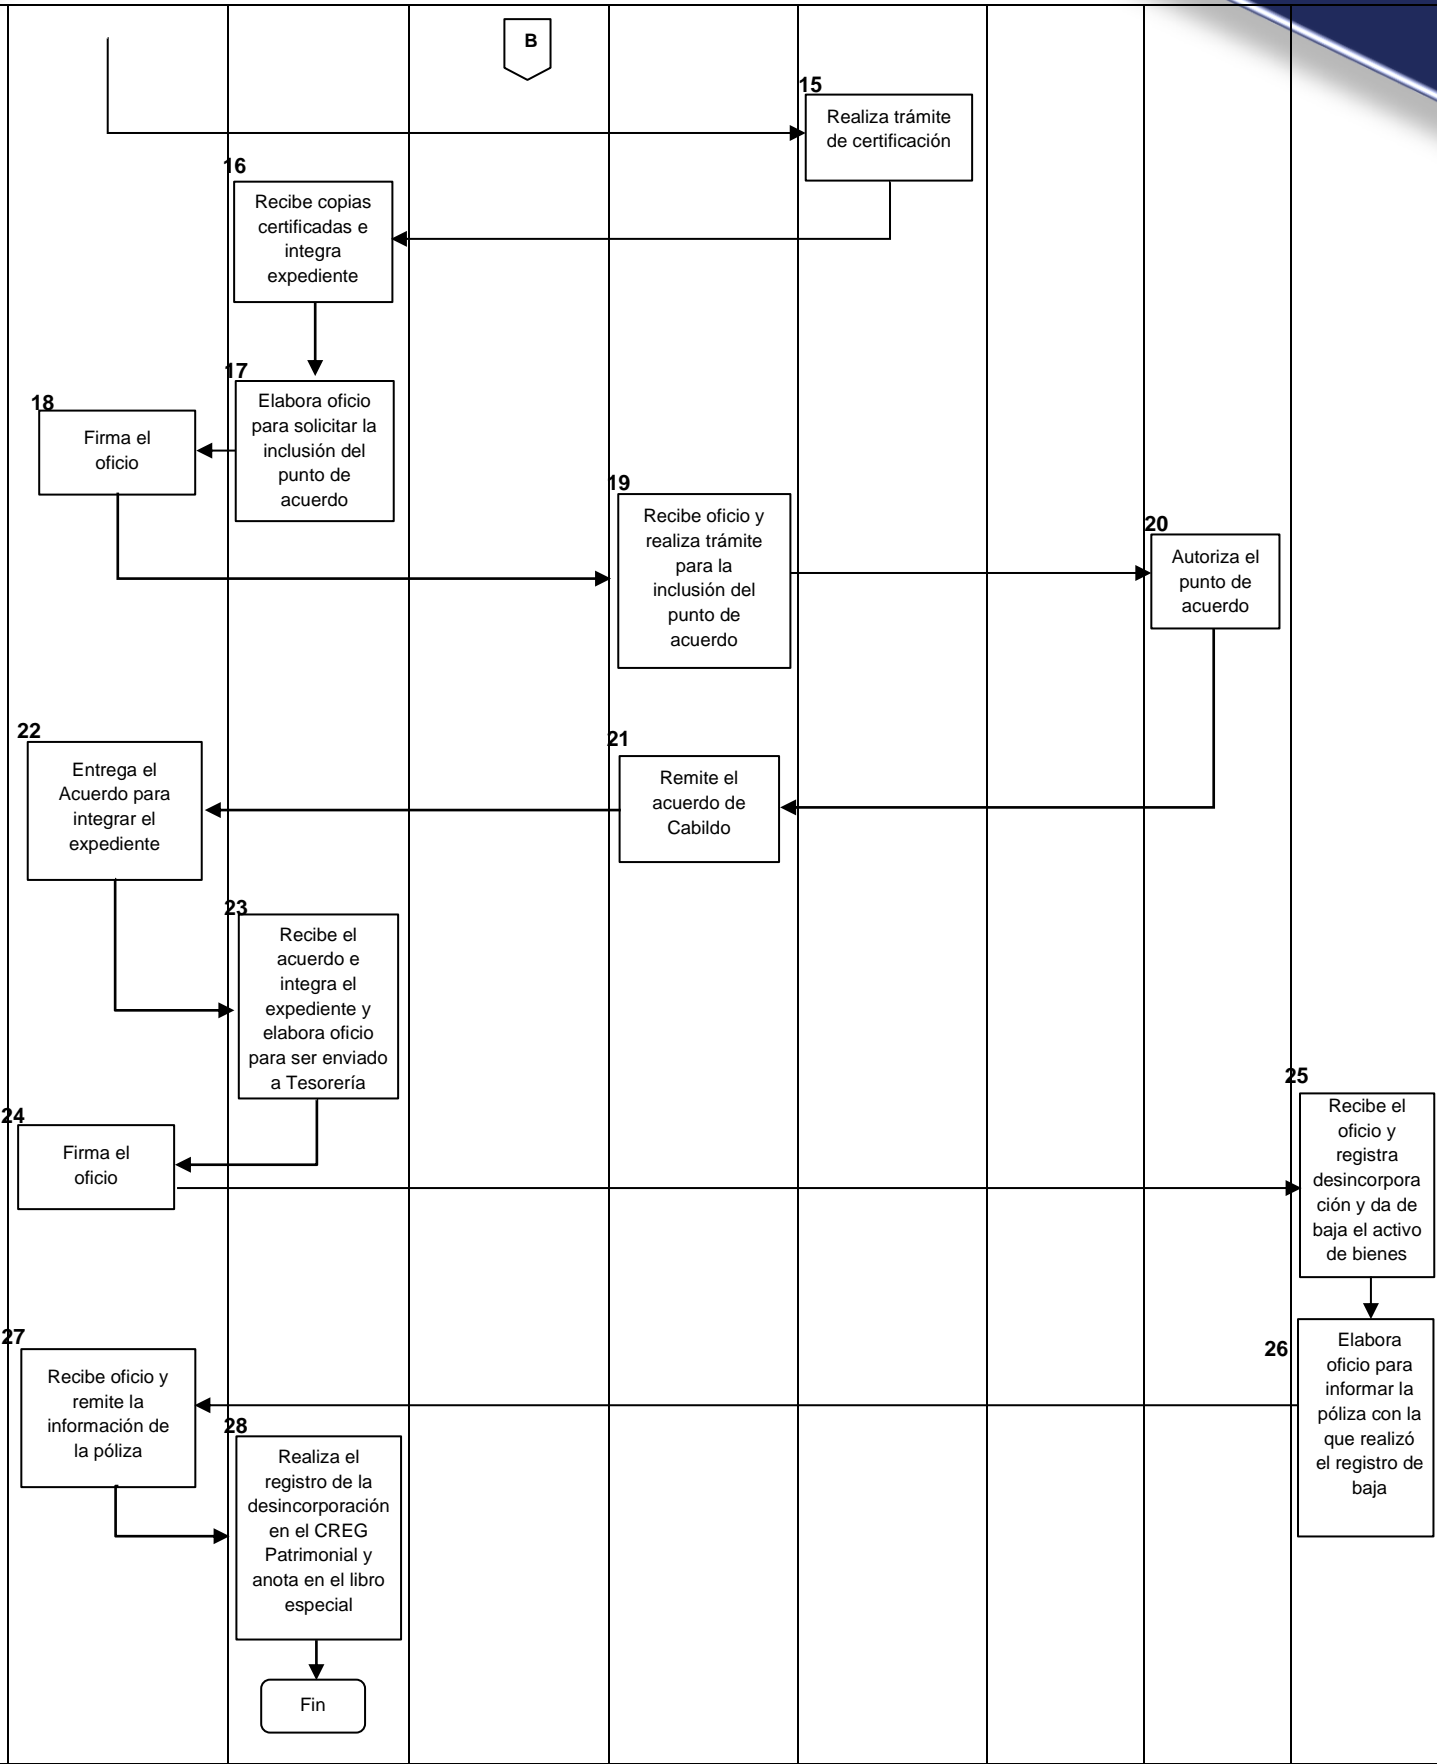 B
15
Realiza trámite
de certificación
16
Recibe copias
certificadas e
integra
expediente
17
Elabora oficio
para solicitar la
inclusión del
punto de
acuerdo
18
Firma el
oficio
19
Recibe oficio y
realiza trámite
para la
inclusión del
punto de
acuerdo
20
Autoriza el
punto de
acuerdo
21
Remite el
acuerdo de
Cabildo
22
Entrega el
Acuerdo para
integrar el
expediente
23
Recibe el
acuerdo e
integra el
expediente y
elabora oficio
para ser enviado
a Tesorería
24
Firma el
oficio
25
Recibe el
oficio y
registra
desincorpora
ción y da de
baja el activo
de bienes
26
Elabora
oficio para
informar la
póliza con la
que realizó
el registro de
baja
27
Recibe oficio y
remite la
información de
la póliza
28
Realiza el
registro de la
desincorporación
en el CREG
Patrimonial y
anota en el libro
especial
Fin